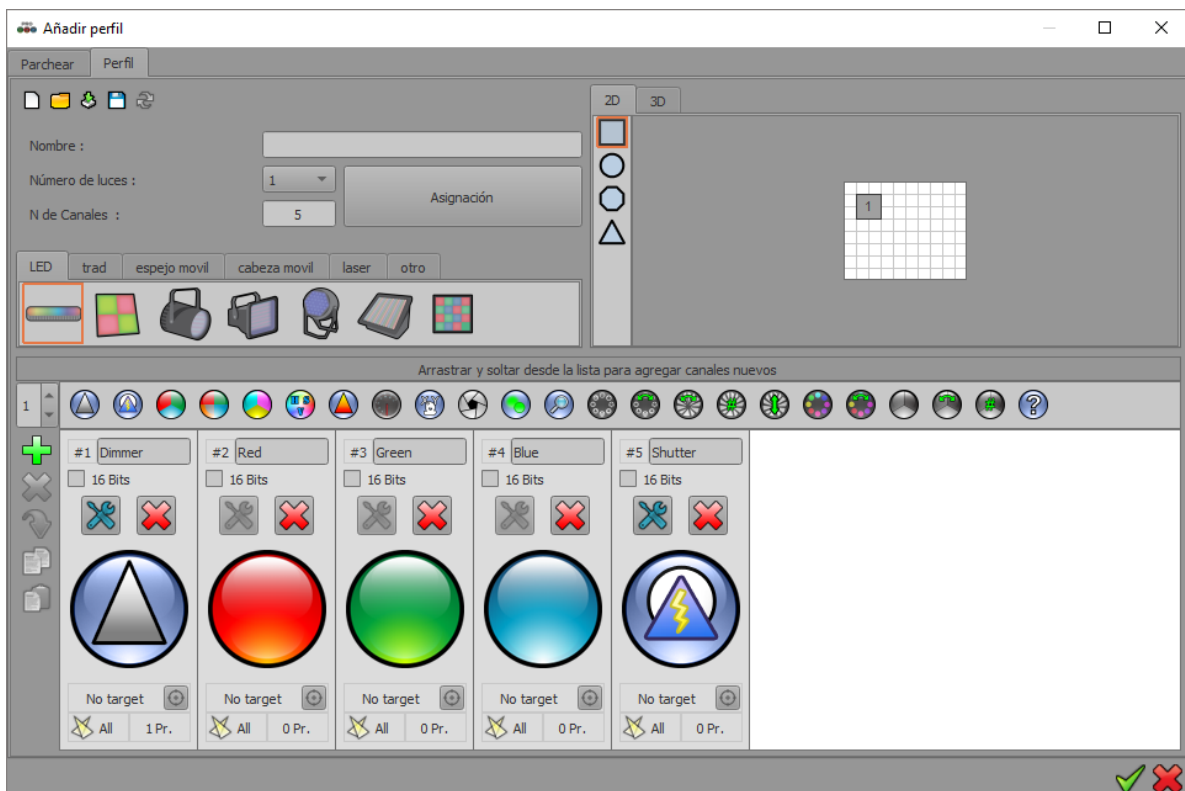 Añadir perfil
Parchear Perfil
2D 3D
Nombre :
Número de luces : 1
Asignación
N de Canales : 5
1
LED trad espejo movil cabeza movil laser otro
Arrastrar y soltar desde la lista para agregar canales nuevos
1
#1 Dimmer #2 Red #3 Green #4 Blue #5 Shutter
16 Bits 16 Bits 16 Bits 16 Bits 16 Bits
No target No target No target No target No target
All 1 Pr. All 0 Pr. All 0 Pr. All 0 Pr. All 0 Pr.